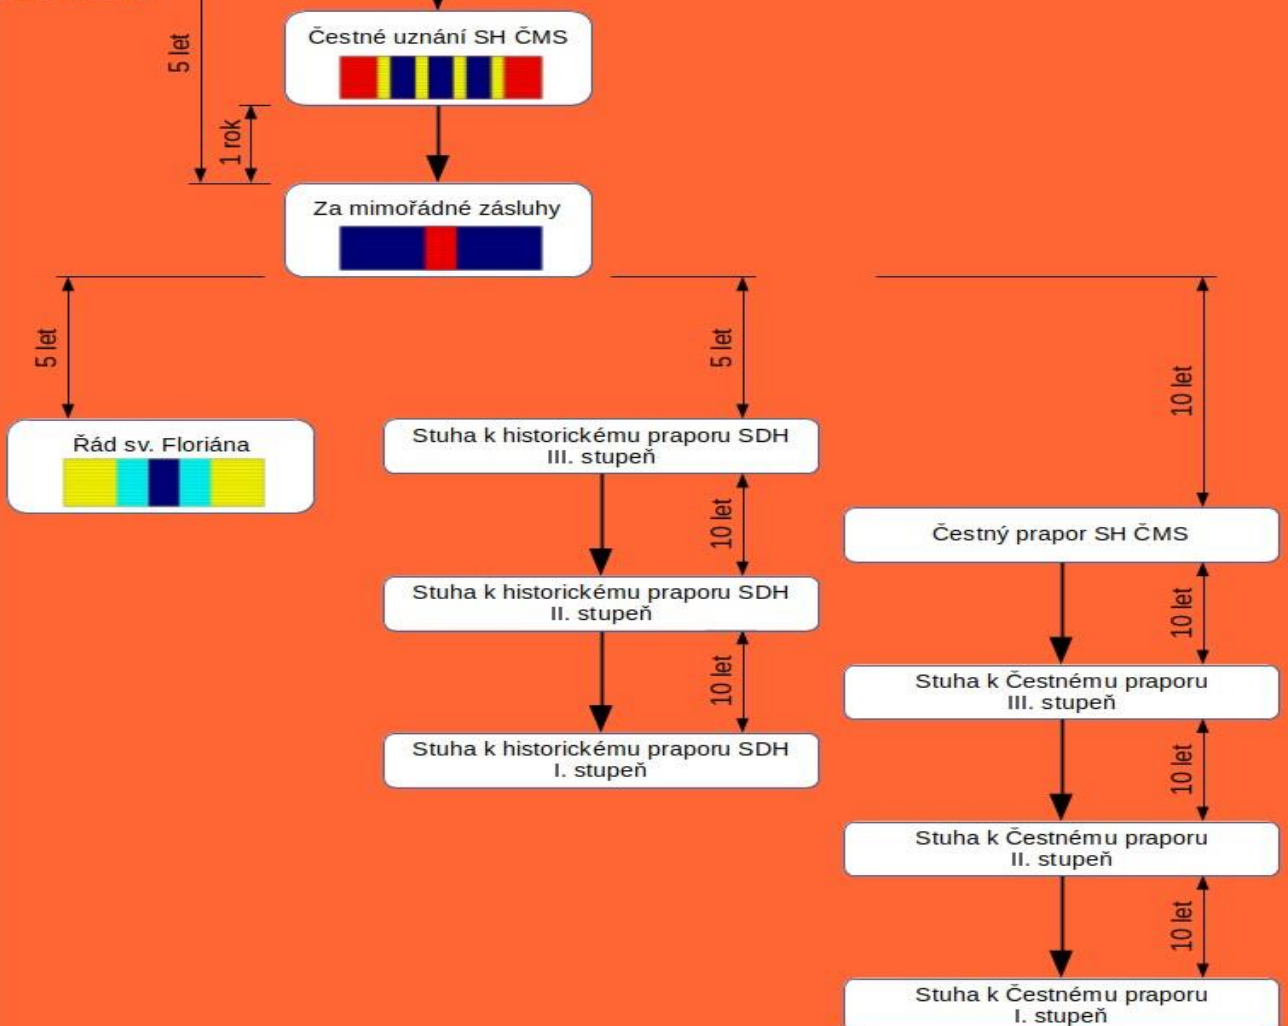 5 let
Čestné uznání SH ČMS
1 rok
Za mimořádné zásluhy
5 let
5 let
10 let
Řád sv. Floriána
Stuha k historickému praporu SDH
III. stupeň
10 let
Čestný prapor SH ČMS
Stuha k historickému praporu SDH
II. stupeň
10 let
10 let
Stuha k Čestnému praporu
III. stupeň
Stuha k historickému praporu SDH
I. stupeň
10 let
Stuha k Čestnému praporu
II. stupeň
10 let
Stuha k Čestnému praporu
I. stupeň